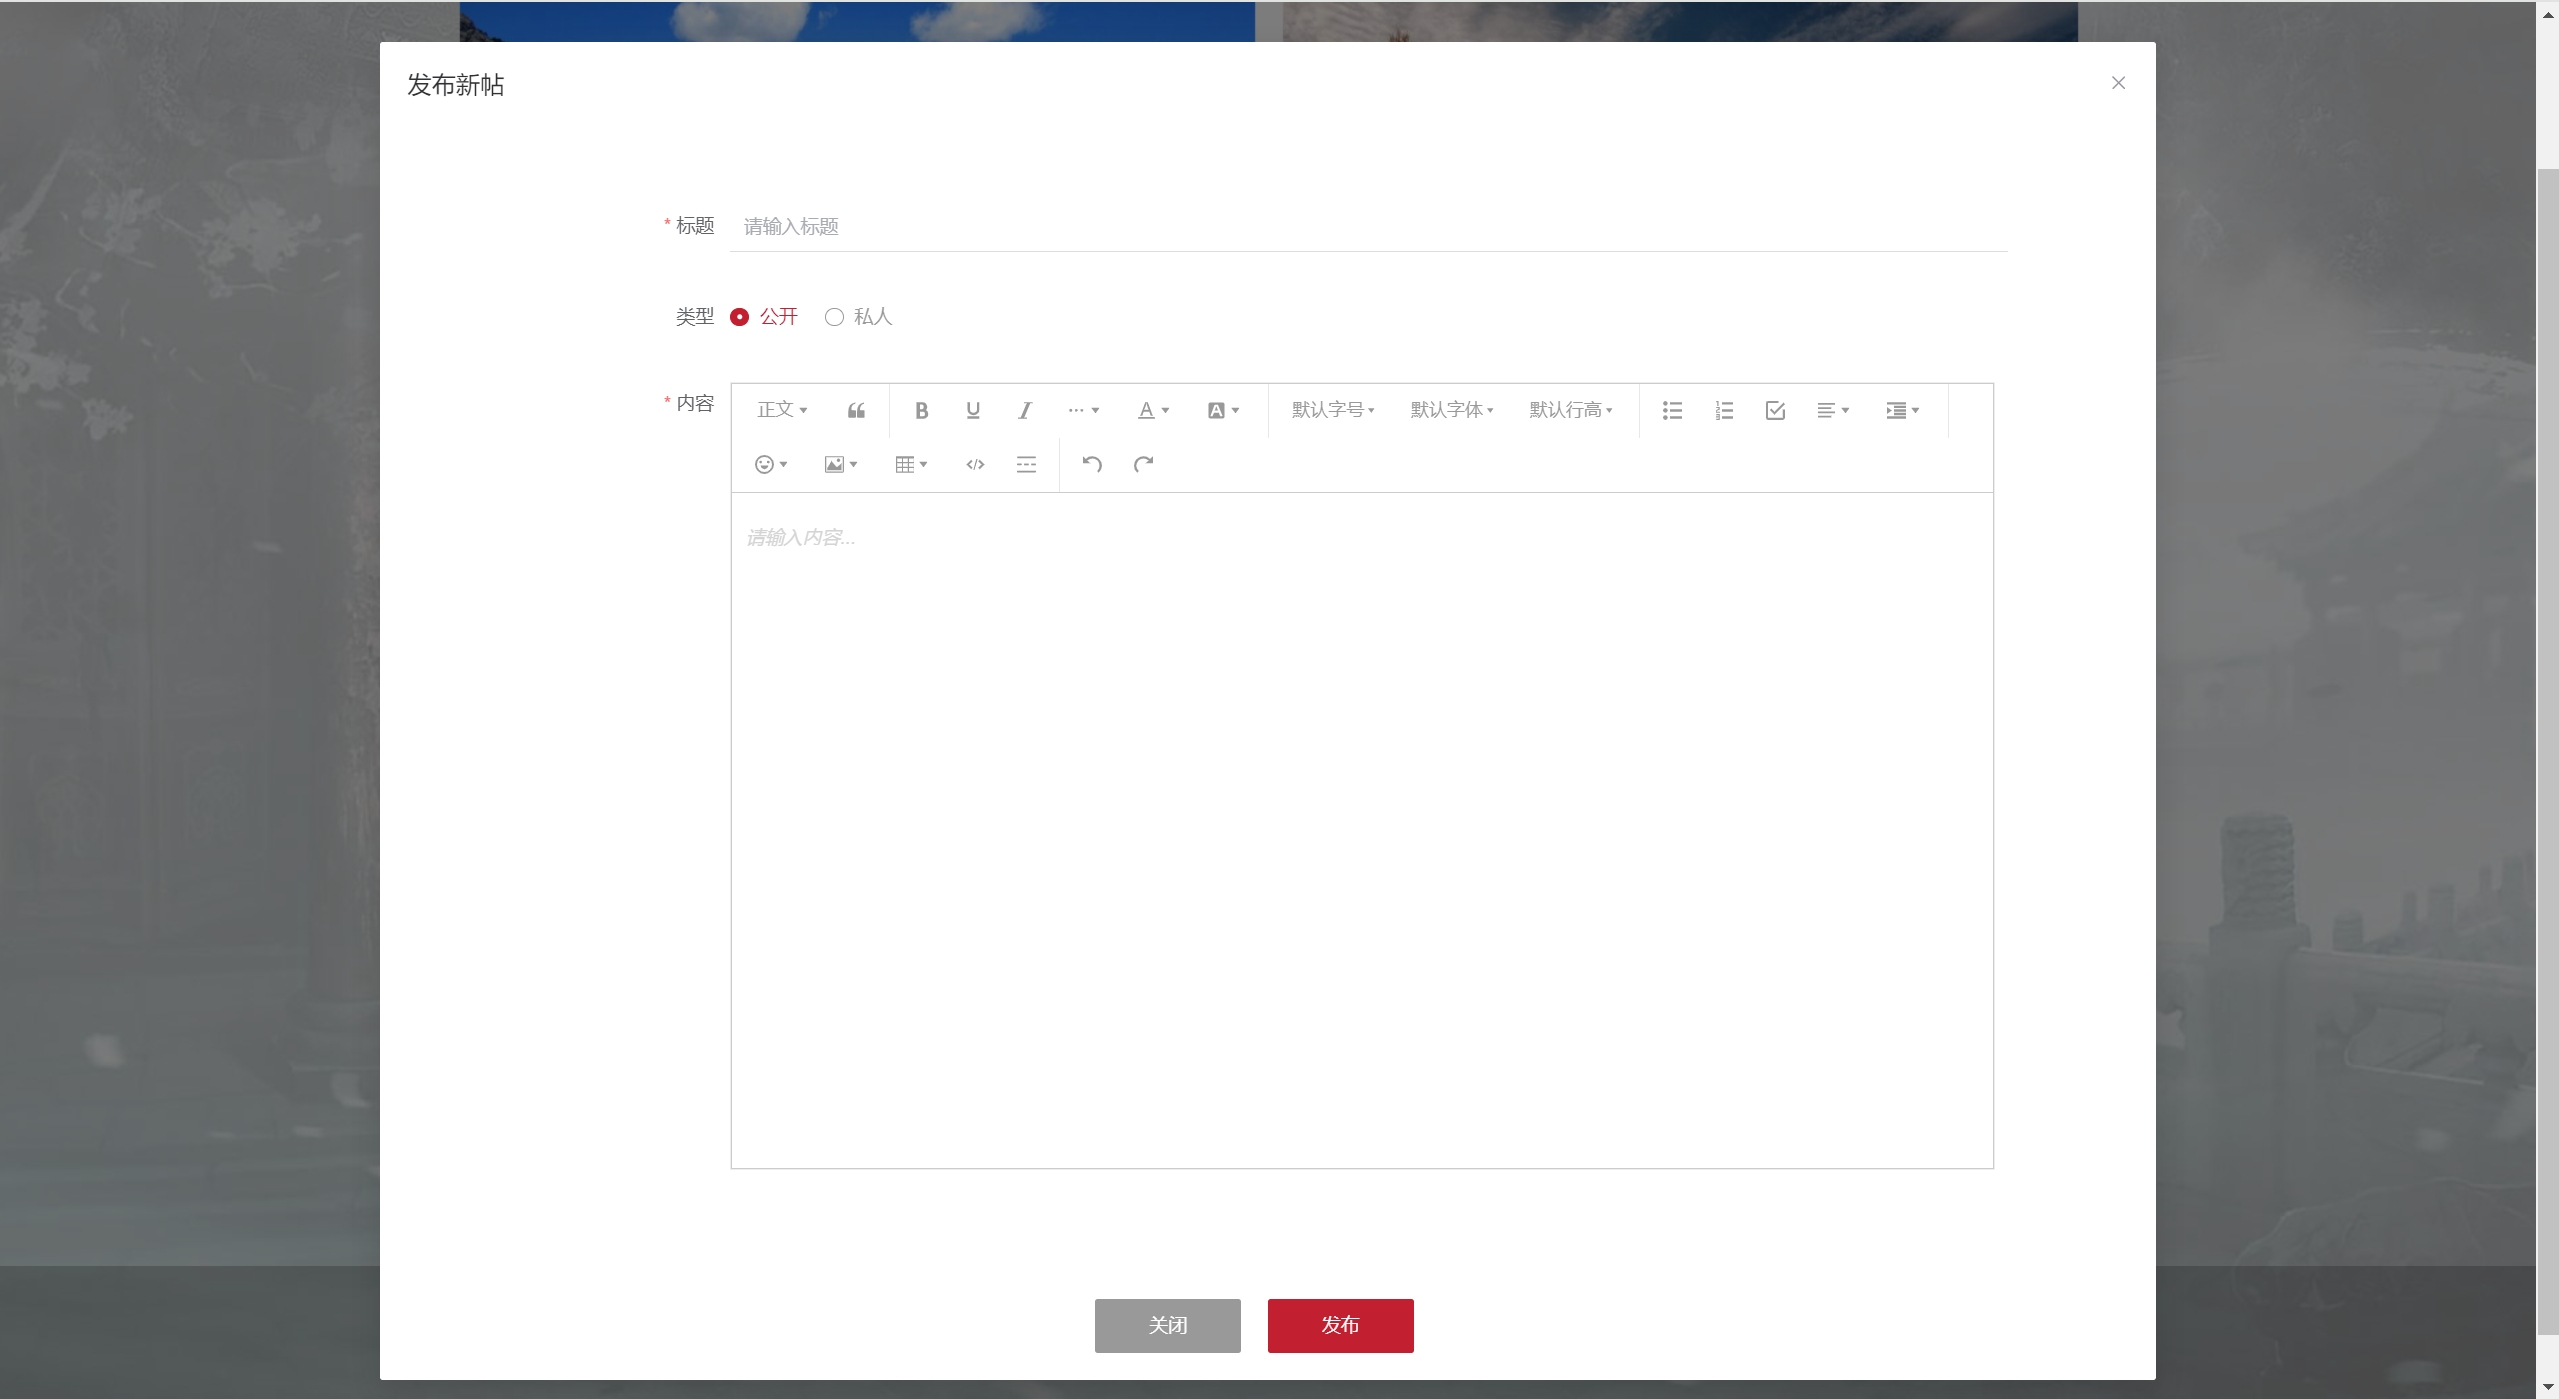 发布新帖
* 标题 请输入标题
类型 公开 私人
* 内容 正文 默认字号 默认字体 默认行高
请输入内容...
关闭 发布